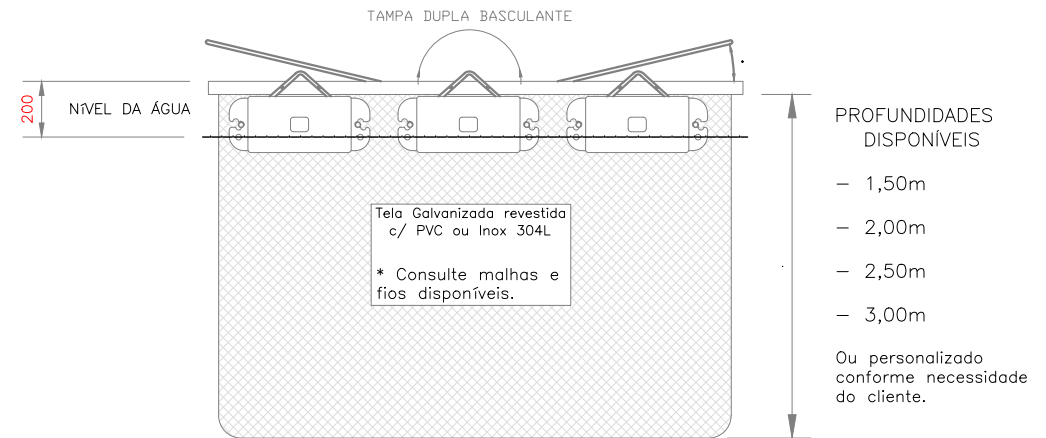 TAMPA DUPLA BASCULANTE
200
NíVEL DA ÁGUA
Tela Galvanizada revestida
c/ PVC ou Inox 304L
* Consulte malhas e
fios disponíveis.
PROFUNDIDADES
DISPONÍVEIS
- 1,50m
- 2,00m
- 2,50m
- 3,00m
Ou personalizado
conforme necessidade
do cliente.